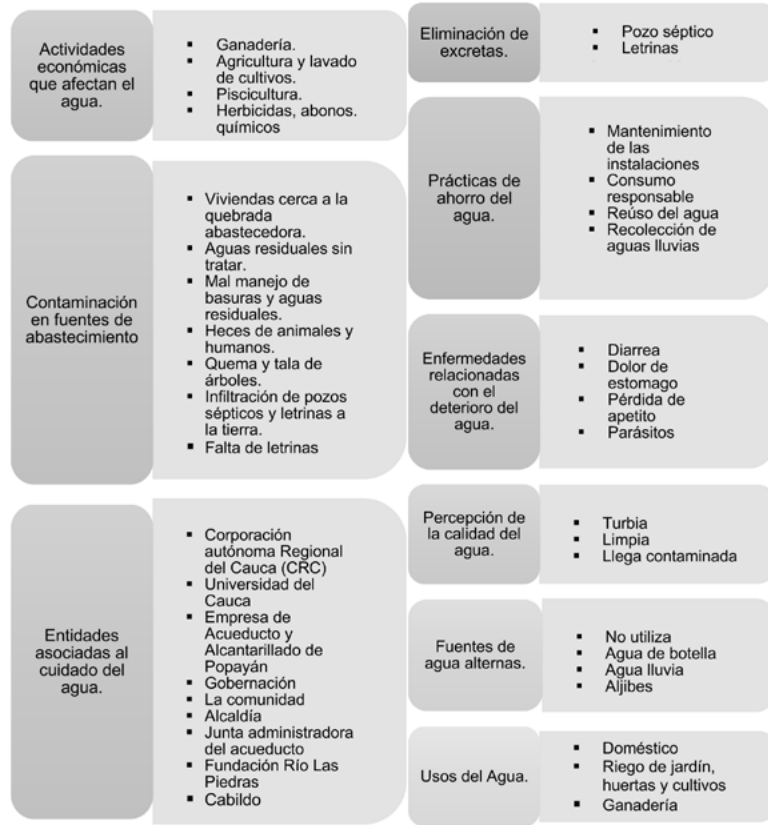 Actividades
económicas
que afectan el
agua.
▪ Ganadería.
▪ Agricultura y lavado
de cultivos.
▪ Piscicultura.
▪ Herbicidas, abonos.
químicos
Contaminación
en fuentes de
abastecimiento
▪ Viviendas cerca a la
quebrada
abastecedora.
▪ Aguas residuales sin
tratar.
▪ Mal manejo de
basuras y aguas
residuales.
▪ Heces de animales y
humanos.
▪ Quema y tala de
árboles.
▪ Infiltración de pozos
sépticos y letrinas a
la tierra.
▪ Falta de letrinas
Entidades
asociadas al
cuidado del
agua.
▪ Corporación
autónoma Regional
del Cauca (CRC)
▪ Universidad del
Cauca
▪ Empresa de
Acueducto y
Alcantarillado de
Popayán
▪ Gobernación
▪ La comunidad
▪ Alcaldía
▪ Junta administradora
del acueducto
▪ Fundación Río Las
Piedras
▪ Cabildo
Eliminación de
excretas.
▪ Pozo séptico
▪ Letrinas
Prácticas de
ahorro del
agua.
▪ Mantenimiento
de las
instalaciones
▪ Consumo
responsable
▪ Reúso del agua
▪ Recolección de
aguas lluvias
Enfermedades
relacionadas
con el
deterioro del
agua.
▪ Diarrea
▪ Dolor de
estomago
▪ Pérdida de
apetito
▪ Parásitos
Percepción de
la calidad del
agua.
▪ Turbia
▪ Limpia
▪ Llega contaminada
Fuentes de
agua alternas.
▪ No utiliza
▪ Agua de botella
▪ Agua lluvia
▪ Aljibes
Usos del Agua.
▪ Doméstico
▪ Riego de jardín,
huertas y cultivos
▪ Ganadería